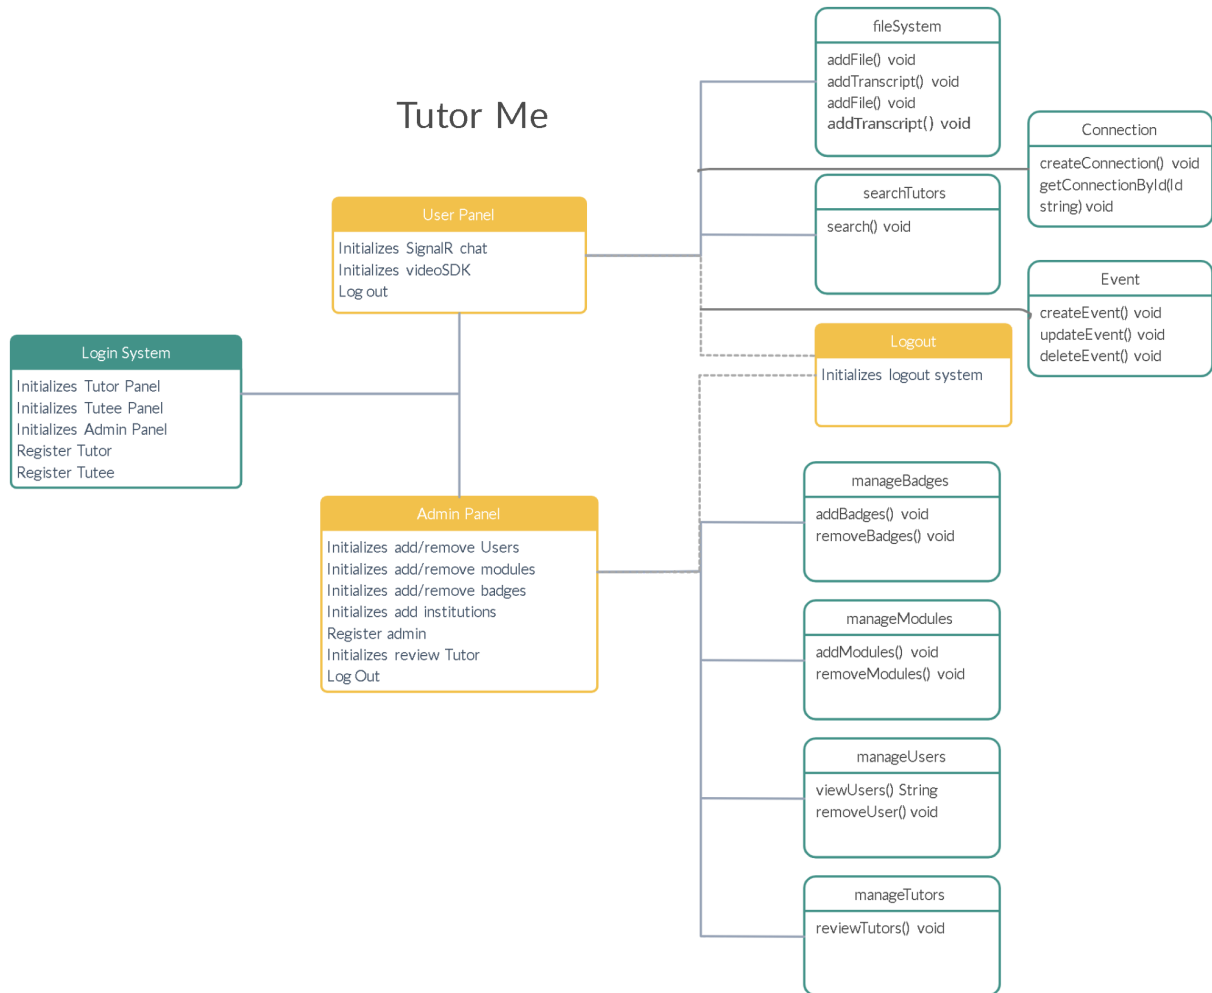 Tutor Me
fileSystem
addFile() void
addTranscript() void
addFile() void
addTranscript() void
Connection
createConnection() void
getConnectionById(Id
string) void
searchTutors
search() void
User Panel
Initializes SignalR chat
Initializes videoSDK
Log out
Event
createEvent() void
updateEvent() void
deleteEvent() void
Logout
Initializes logout system
Login System
Initializes Tutor Panel
Initializes Tutee Panel
Initializes Admin Panel
Register Tutor
Register Tutee
Admin Panel
Initializes add/remove Users
Initializes add/remove modules
Initializes add/remove badges
Initializes add institutions
Register admin
Initializes review Tutor
Log Out
manageBadges
addBadges() void
removeBadges() void
manageModules
addModules() void
removeModules() void
manageUsers
viewUsers() String
removeUser() void
manageTutors
reviewTutors() void